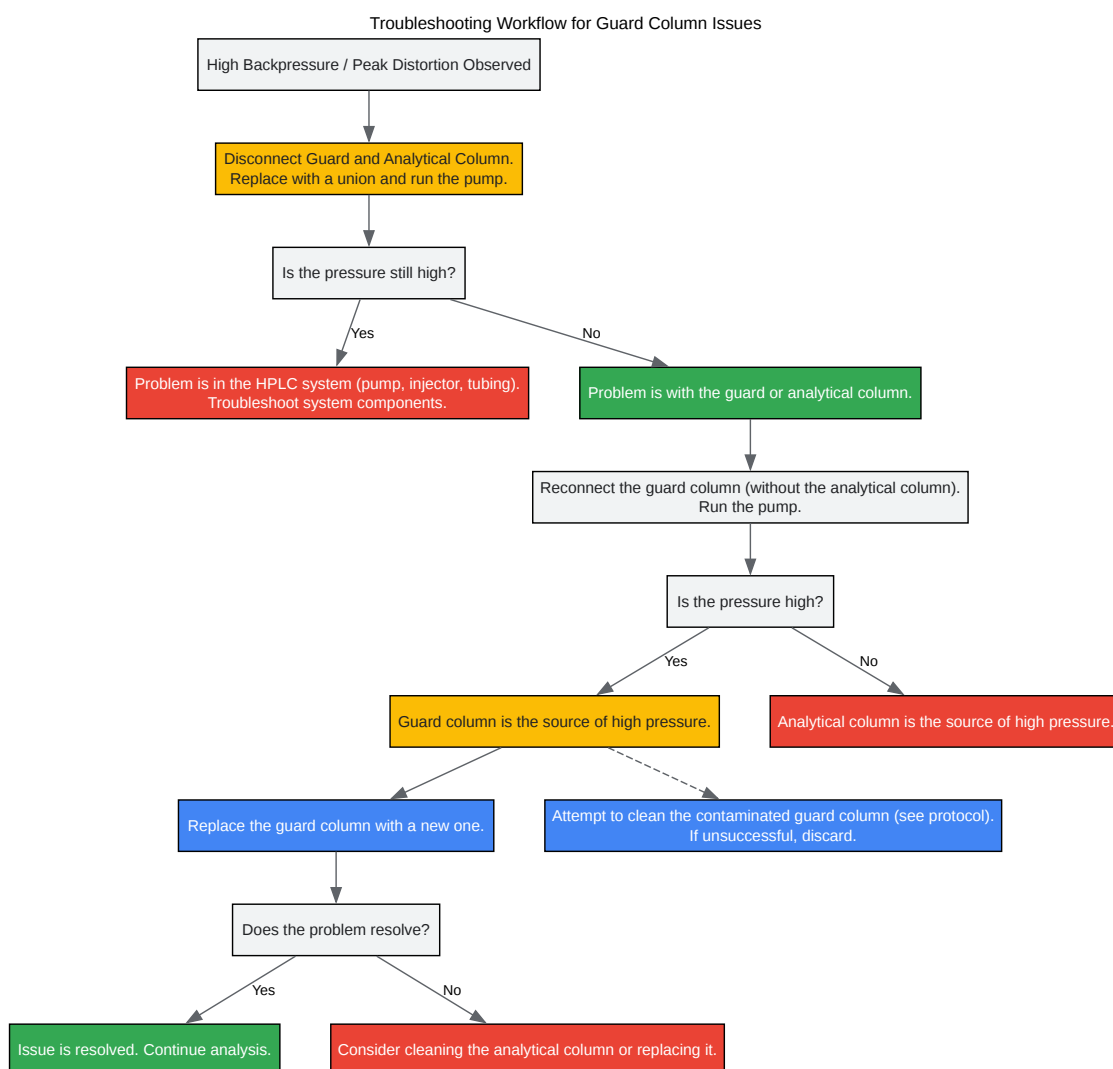 Troubleshooting Workflow for Guard Column Issues
High Backpressure / Peak Distortion Observed
Disconnect Guard and Analytical Column.
Replace with a union and run the pump.
Is the pressure still high?
Yes
No
Problem is in the HPLC system (pump, injector, tubing).
Troubleshoot system components.
Problem is with the guard or analytical column.
Reconnect the guard column (without the analytical column).
Run the pump.
Is the pressure high?
Yes
No
Guard column is the source of high pressure.
Analytical column is the source of high pressure.
Replace the guard column with a new one.
Attempt to clean the contaminated guard column (see protocol).
If unsuccessful, discard.
Does the problem resolve?
Yes
No
Issue is resolved. Continue analysis.
Consider cleaning the analytical column or replacing it.